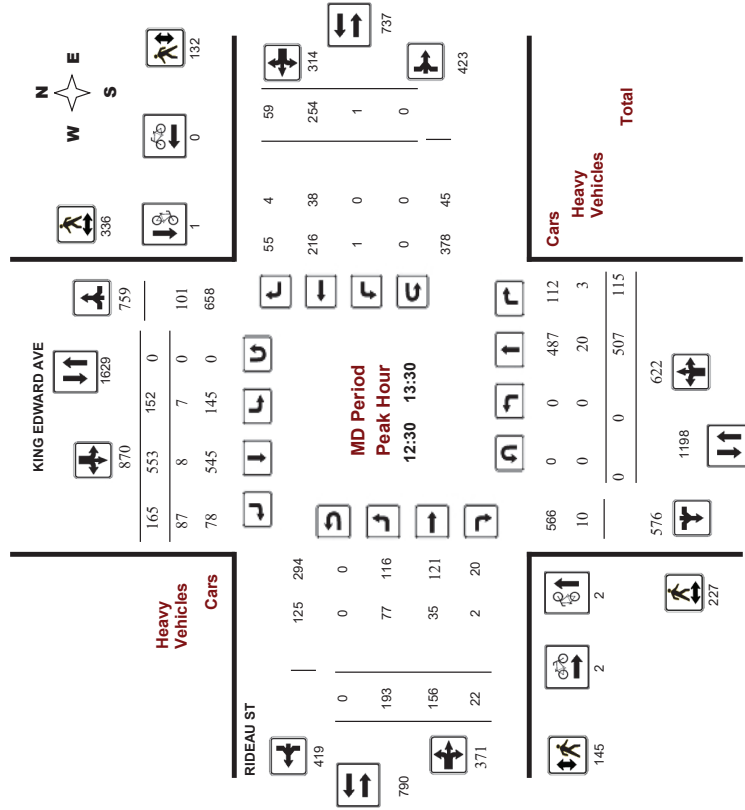 N
W
E
S
336
132
1
0
KING EDWARD AVE
870
1629
759
165 553 152 0
87 8 7 0 101
78 545 145 0 658
Heavy
Vehicles
Cars
RIDEAU ST
419
790
371
125 294
0 0
193 77 116
156 35 121
22 2 20
MD Period
Peak Hour
12:30 13:30
55 4 59
216 38 254
1 0 1
0 0 0
378 45
314
737
423
Cars
Heavy
Vehicles
Total
566 0 0 487 112
10 0 0 20 3
0 0 507 115
576
1198
622
2
2
145
227